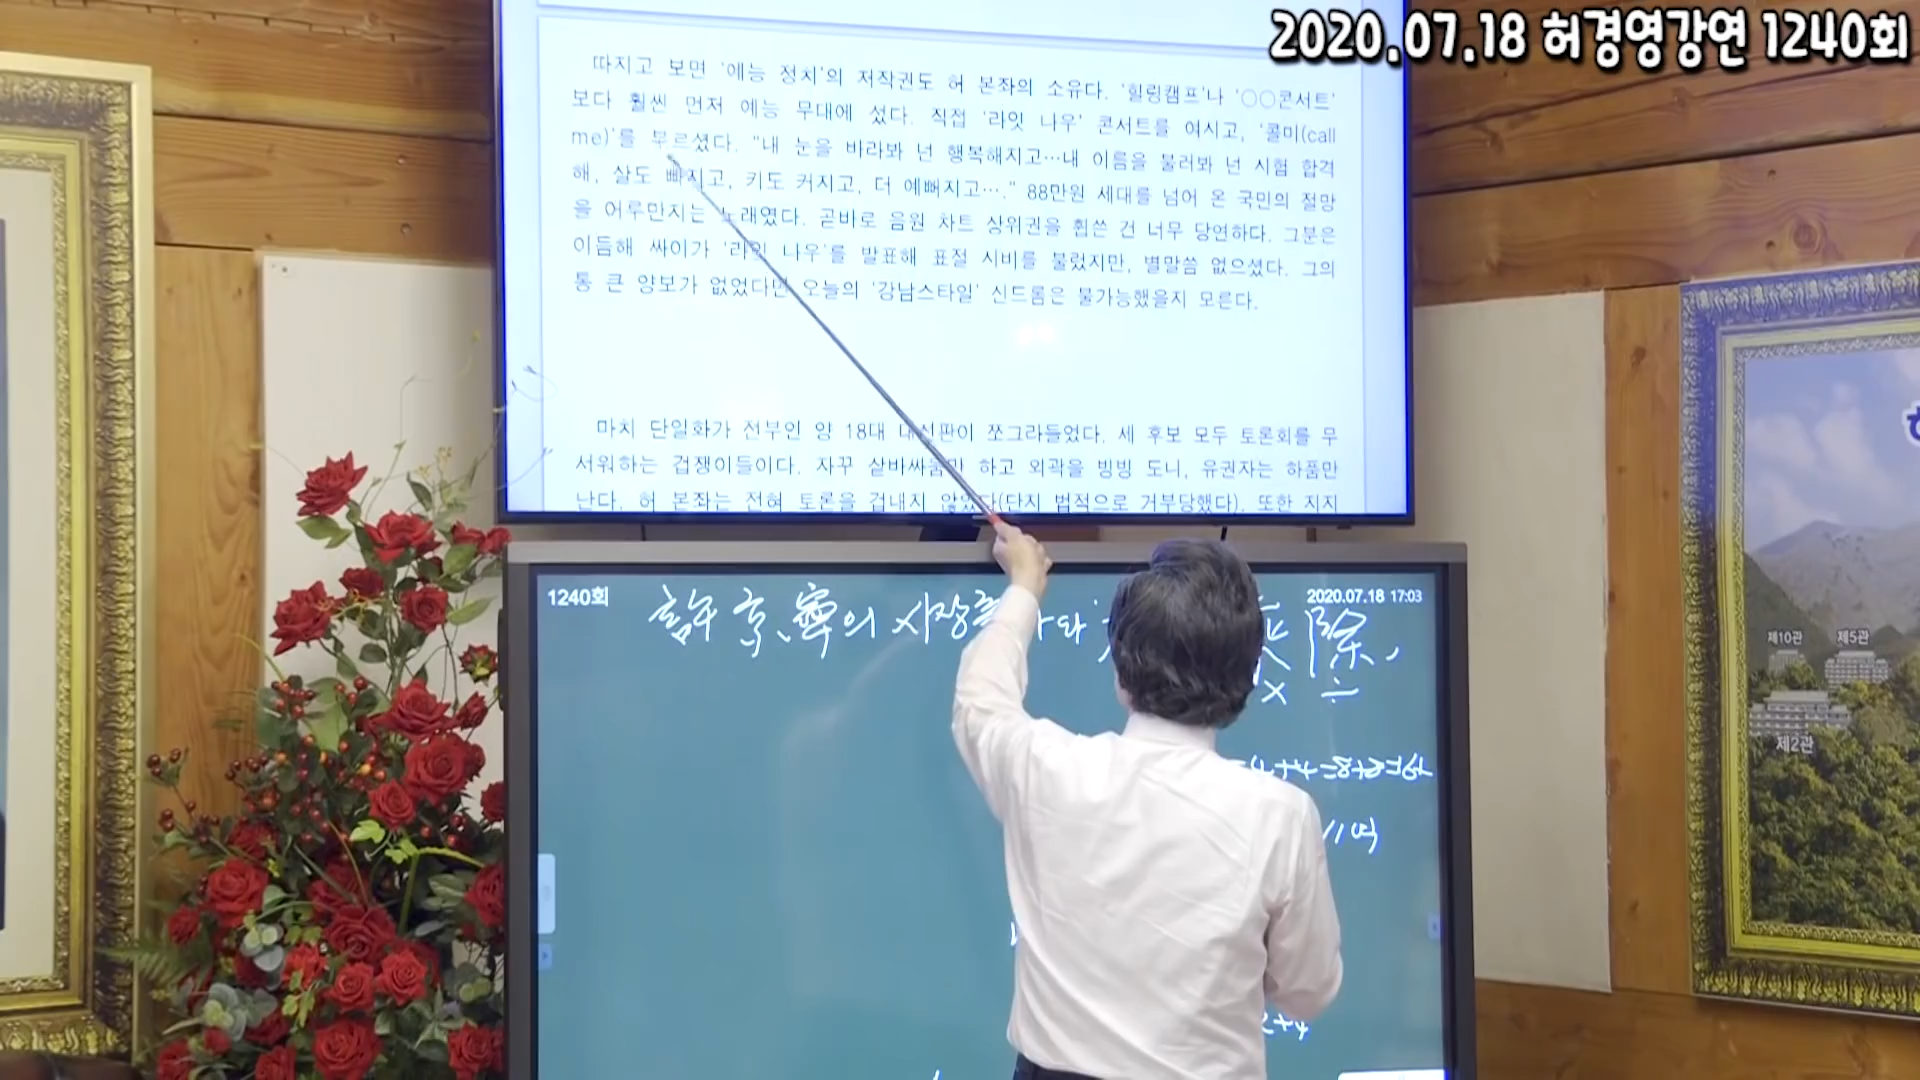 2020.07.18 허경영강연 1240회
따지고 보면 '예능 정치'의 저작권도 허 본좌의 소유다. '힐링캠프'나 '○○콘서트'
보다 훨씬 먼저 예능 무대에 섰다. 직접 '라잇 나우' 콘서트를 여시고, '콜미(call
me)'를 부르셨다. "내 눈을 바라봐 넌 행복해지고…내 이름을 불러봐 넌 시험 합격
해, 살도 빠지고, 키도 커지고, 더 예뻐지고…." 88만원 세대를 넘어 온 국민의 절망
을 어루만지는 노래였다. 곧바로 음원 차트 상위권을 휩쓴 건 너무 당연하다. 그분은
이듬해 싸이가 '라잇 나우'를 발표해 표절 시비를 불렀지만, 별말씀 없으셨다. 그의
통 큰 양보가 없었다면 오늘의 '강남스타일' 신드롬은 불가능했을지 모른다.
마치 단일화가 전부인 양 18대 대선판이 쪼그라들었다. 세 후보 모두 토론회를 무
서워하는 겁쟁이들이다. 자꾸 샅바싸움만 하고 외곽을 빙빙 도니, 유권자는 하품만
난다. 허 본좌는 전혀 토론을 겁내지 않았다(단지 법적으로 거부당했다). 또한 지지
1240회
2020.07.18 17:03
許京寧의 시장
除
× ÷
4+4=8+8=16
11억
2+4
제10관
제5관
제2관